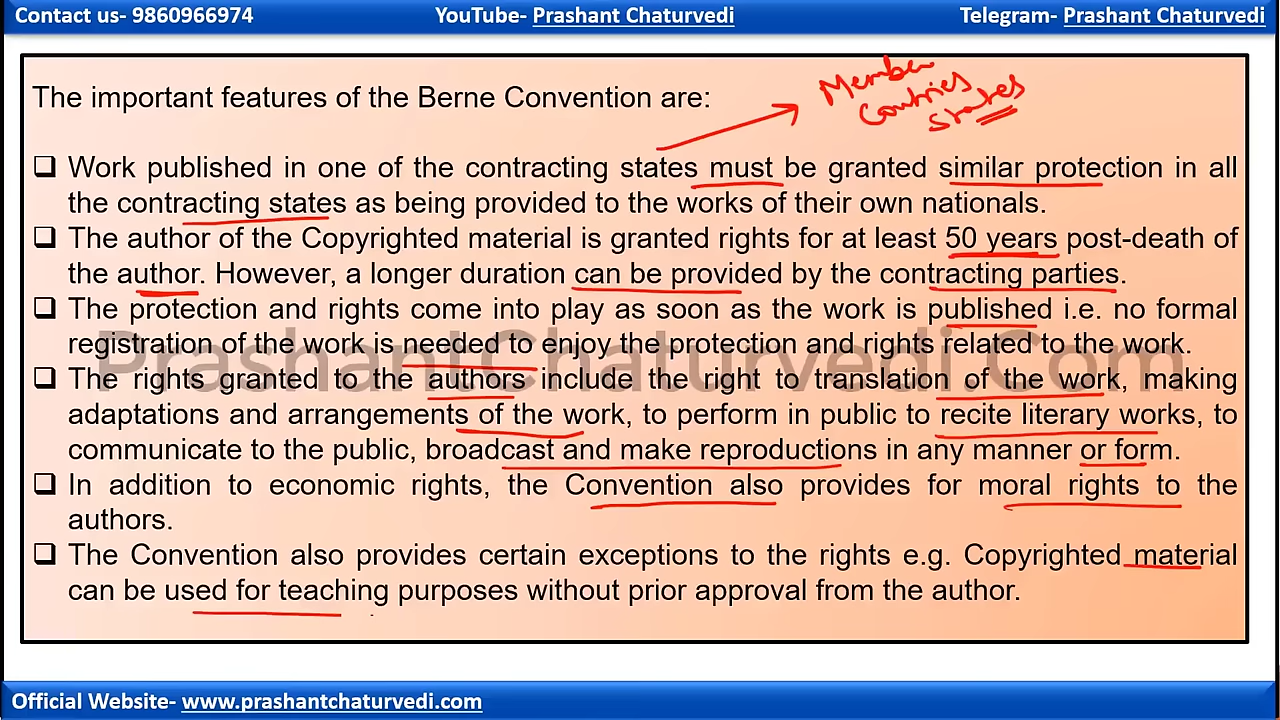 Contact us- 9860966974 YouTube- Prashant Chaturvedi Telegram- Prashant Chaturvedi
Member
Countries
States
The important features of the Berne Convention are:
❑ Work published in one of the contracting states must be granted similar protection in all
the contracting states as being provided to the works of their own nationals.
❑ The author of the Copyrighted material is granted rights for at least 50 years post-death of
the author. However, a longer duration can be provided by the contracting parties.
❑ The protection and rights come into play as soon as the work is published i.e. no formal
registration of the work is needed to enjoy the protection and rights related to the work.
PrashantChaturvedi.Com
❑ The rights granted to the authors include the right to translation of the work, making
adaptations and arrangements of the work, to perform in public to recite literary works, to
communicate to the public, broadcast and make reproductions in any manner or form.
❑ In addition to economic rights, the Convention also provides for moral rights to the
authors.
❑ The Convention also provides certain exceptions to the rights e.g. Copyrighted material
can be used for teaching purposes without prior approval from the author.
Official Website- www.prashantchaturvedi.com